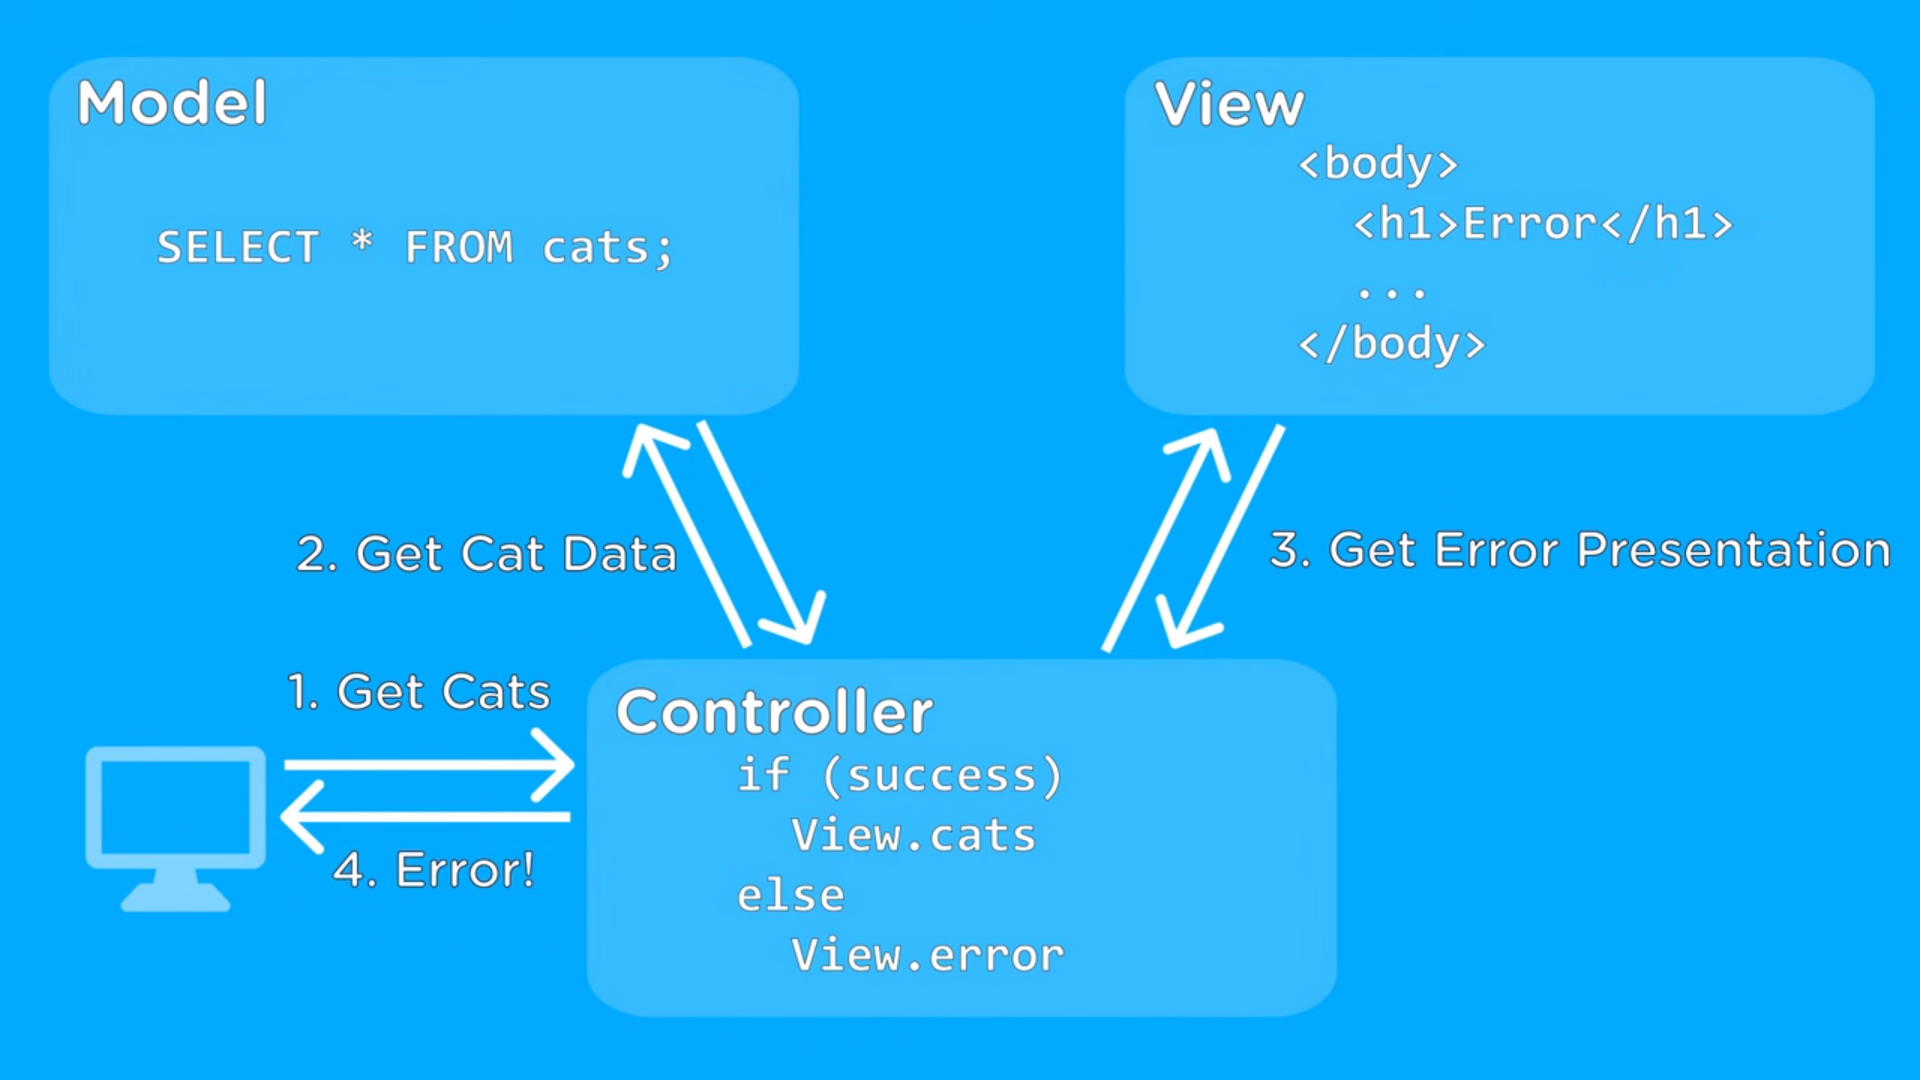 Model
SELECT * FROM cats;
View
<body>
<h1>Error</h1>
...
</body>
2. Get Cat Data
3. Get Error Presentation
1. Get Cats
4. Error!
Controller
if (success)
View.cats
else
View.error